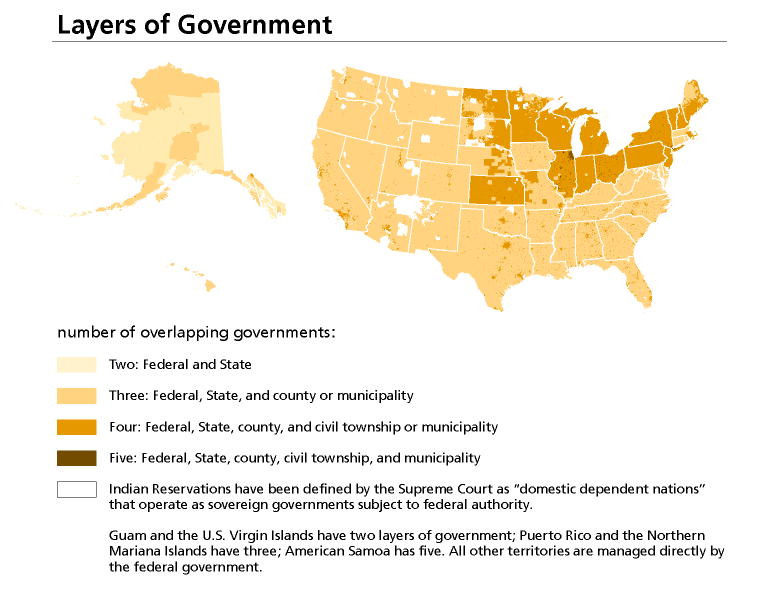 Layers of Government
number of overlapping governments:
Two: Federal and State
Three: Federal, State, and county or municipality
Four: Federal, State, county, and civil township or municipality
Five: Federal, State, county, civil township, and municipality
Indian Reservations have been defined by the Supreme Court as “domestic dependent nations”
that operate as sovereign governments subject to federal authority.
Guam and the U.S. Virgin Islands have two layers of government; Puerto Rico and the Northern
Mariana Islands have three; American Samoa has five. All other territories are managed directly by
the federal government.